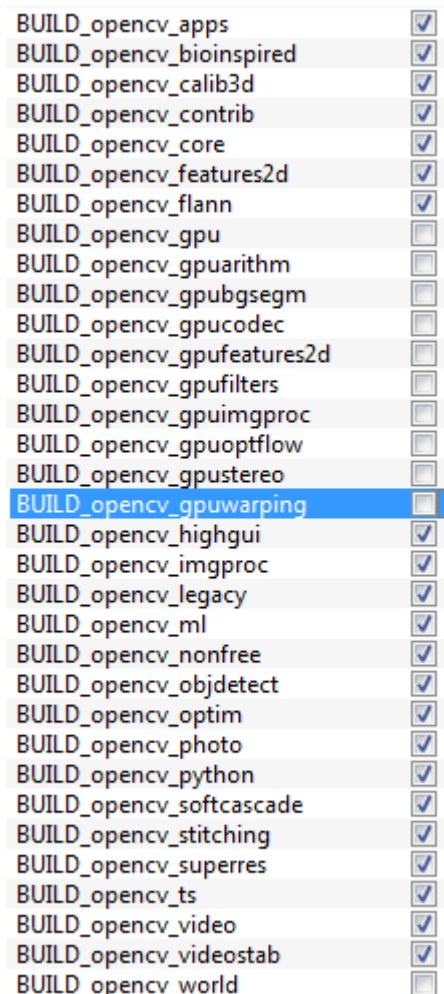 BUILD_opencv_apps
BUILD_opencv_bioinspired
BUILD_opencv_calib3d
BUILD_opencv_contrib
BUILD_opencv_core
BUILD_opencv_features2d
BUILD_opencv_flann
BUILD_opencv_gpu
BUILD_opencv_gpuarithm
BUILD_opencv_gpubgsegm
BUILD_opencv_gpucodec
BUILD_opencv_gpufeatures2d
BUILD_opencv_gpufilters
BUILD_opencv_gpuimgproc
BUILD_opencv_gpuoptflow
BUILD_opencv_gpustereo
BUILD_opencv_gpuwarping
BUILD_opencv_highgui
BUILD_opencv_imgproc
BUILD_opencv_legacy
BUILD_opencv_ml
BUILD_opencv_nonfree
BUILD_opencv_objdetect
BUILD_opencv_optim
BUILD_opencv_photo
BUILD_opencv_python
BUILD_opencv_softcascade
BUILD_opencv_stitching
BUILD_opencv_superres
BUILD_opencv_ts
BUILD_opencv_video
BUILD_opencv_videostab
BUILD_opencv_world